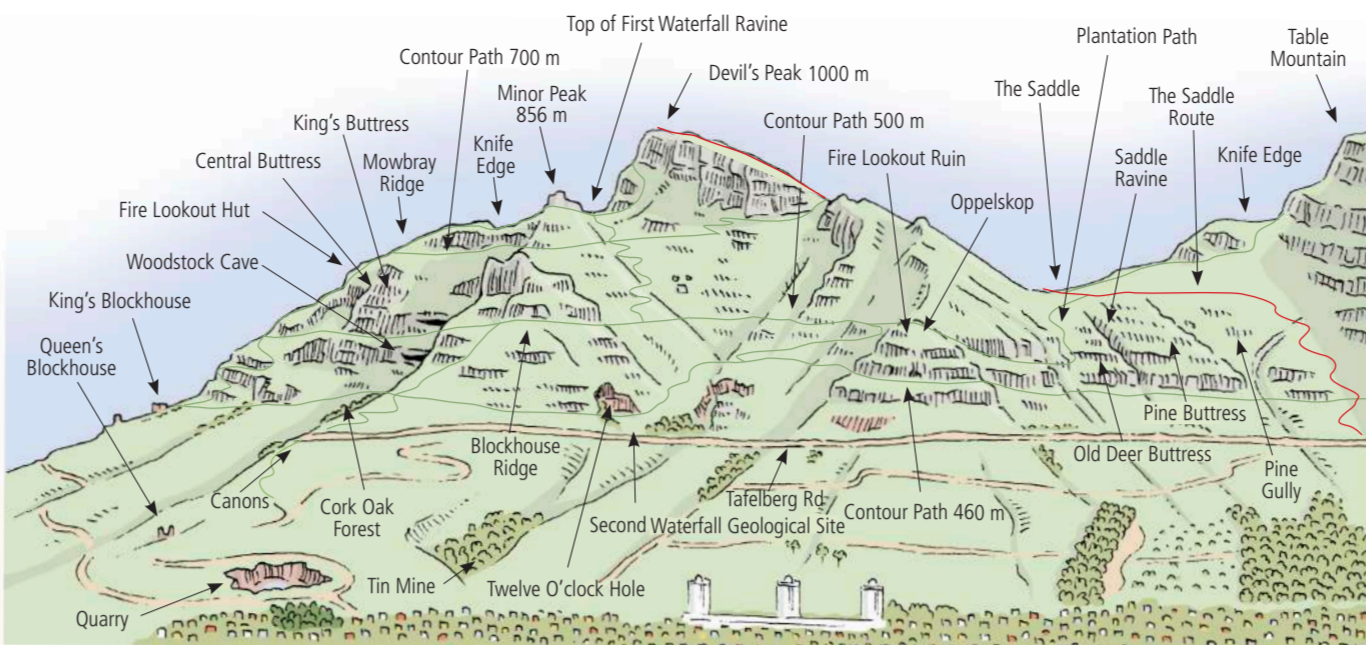 Top of First Waterfall Ravine
Contour Path 700 m
Devil's Peak 1000 m
Plantation Path
Table
Mountain
Minor Peak
856 m
The Saddle
The Saddle
Route
King's Buttress
Contour Path 500 m
Knife
Edge
Central Buttress
Mowbray
Ridge
Fire Lookout Ruin
Saddle
Ravine
Knife Edge
Fire Lookout Hut
Oppelskop
Woodstock Cave
King's Blockhouse
Queen's
Blockhouse
Pine Buttress
Blockhouse
Ridge
Old Deer Buttress
Pine
Gully
Canons
Cork Oak
Forest
Tafelberg Rd
Second Waterfall Geological Site
Contour Path 460 m
Tin Mine
Twelve O'clock Hole
Quarry